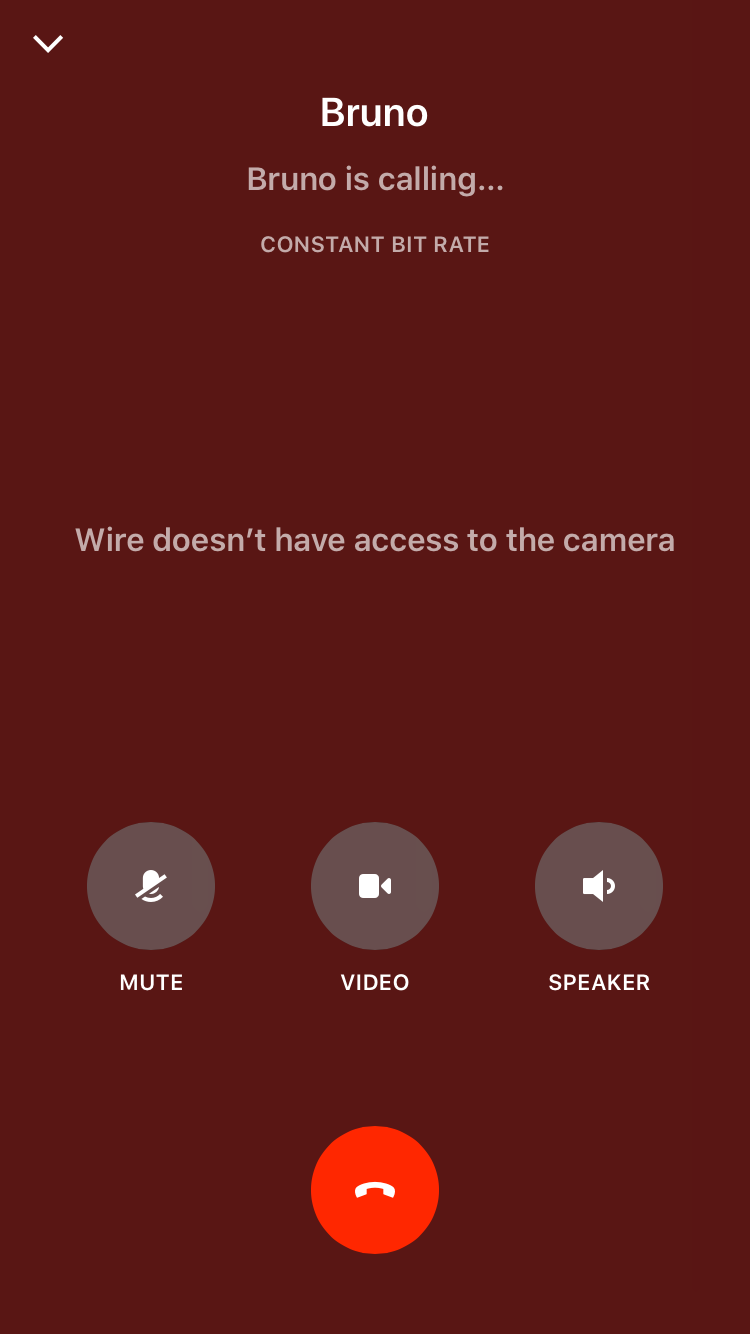 Bruno
Bruno is calling...
CONSTANT BIT RATE
Wire doesn’t have access to the camera
MUTE
VIDEO
SPEAKER